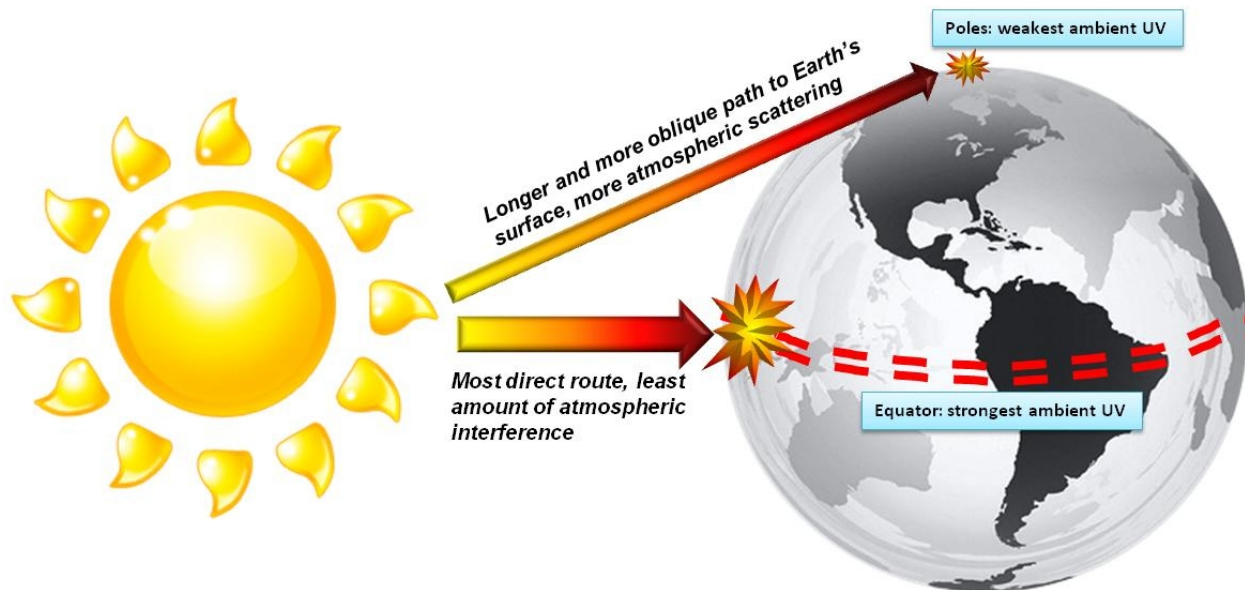 Poles: weakest ambient UV
Longer and more oblique path to Earth’s
surface, more atmospheric scattering
Most direct route, least
amount of atmospheric
interference
Equator: strongest ambient UV